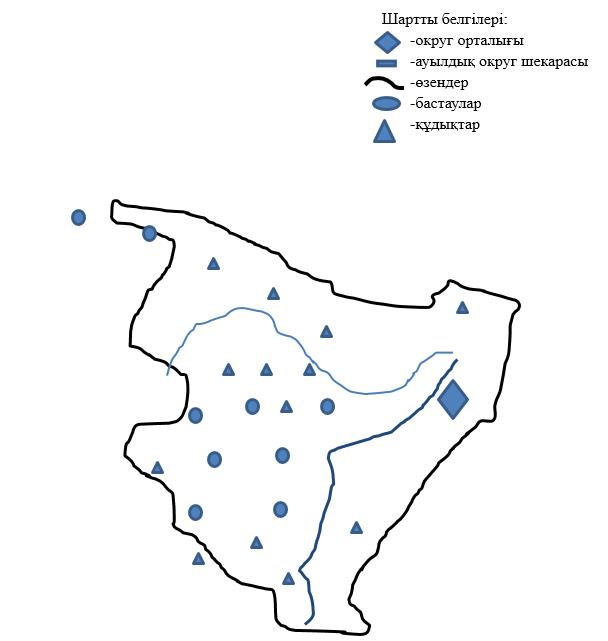 Шартты белгілері:
-округ орталығы
-ауылдық округ шекарасы
-өзендер
-бастаулар
-құдықтар